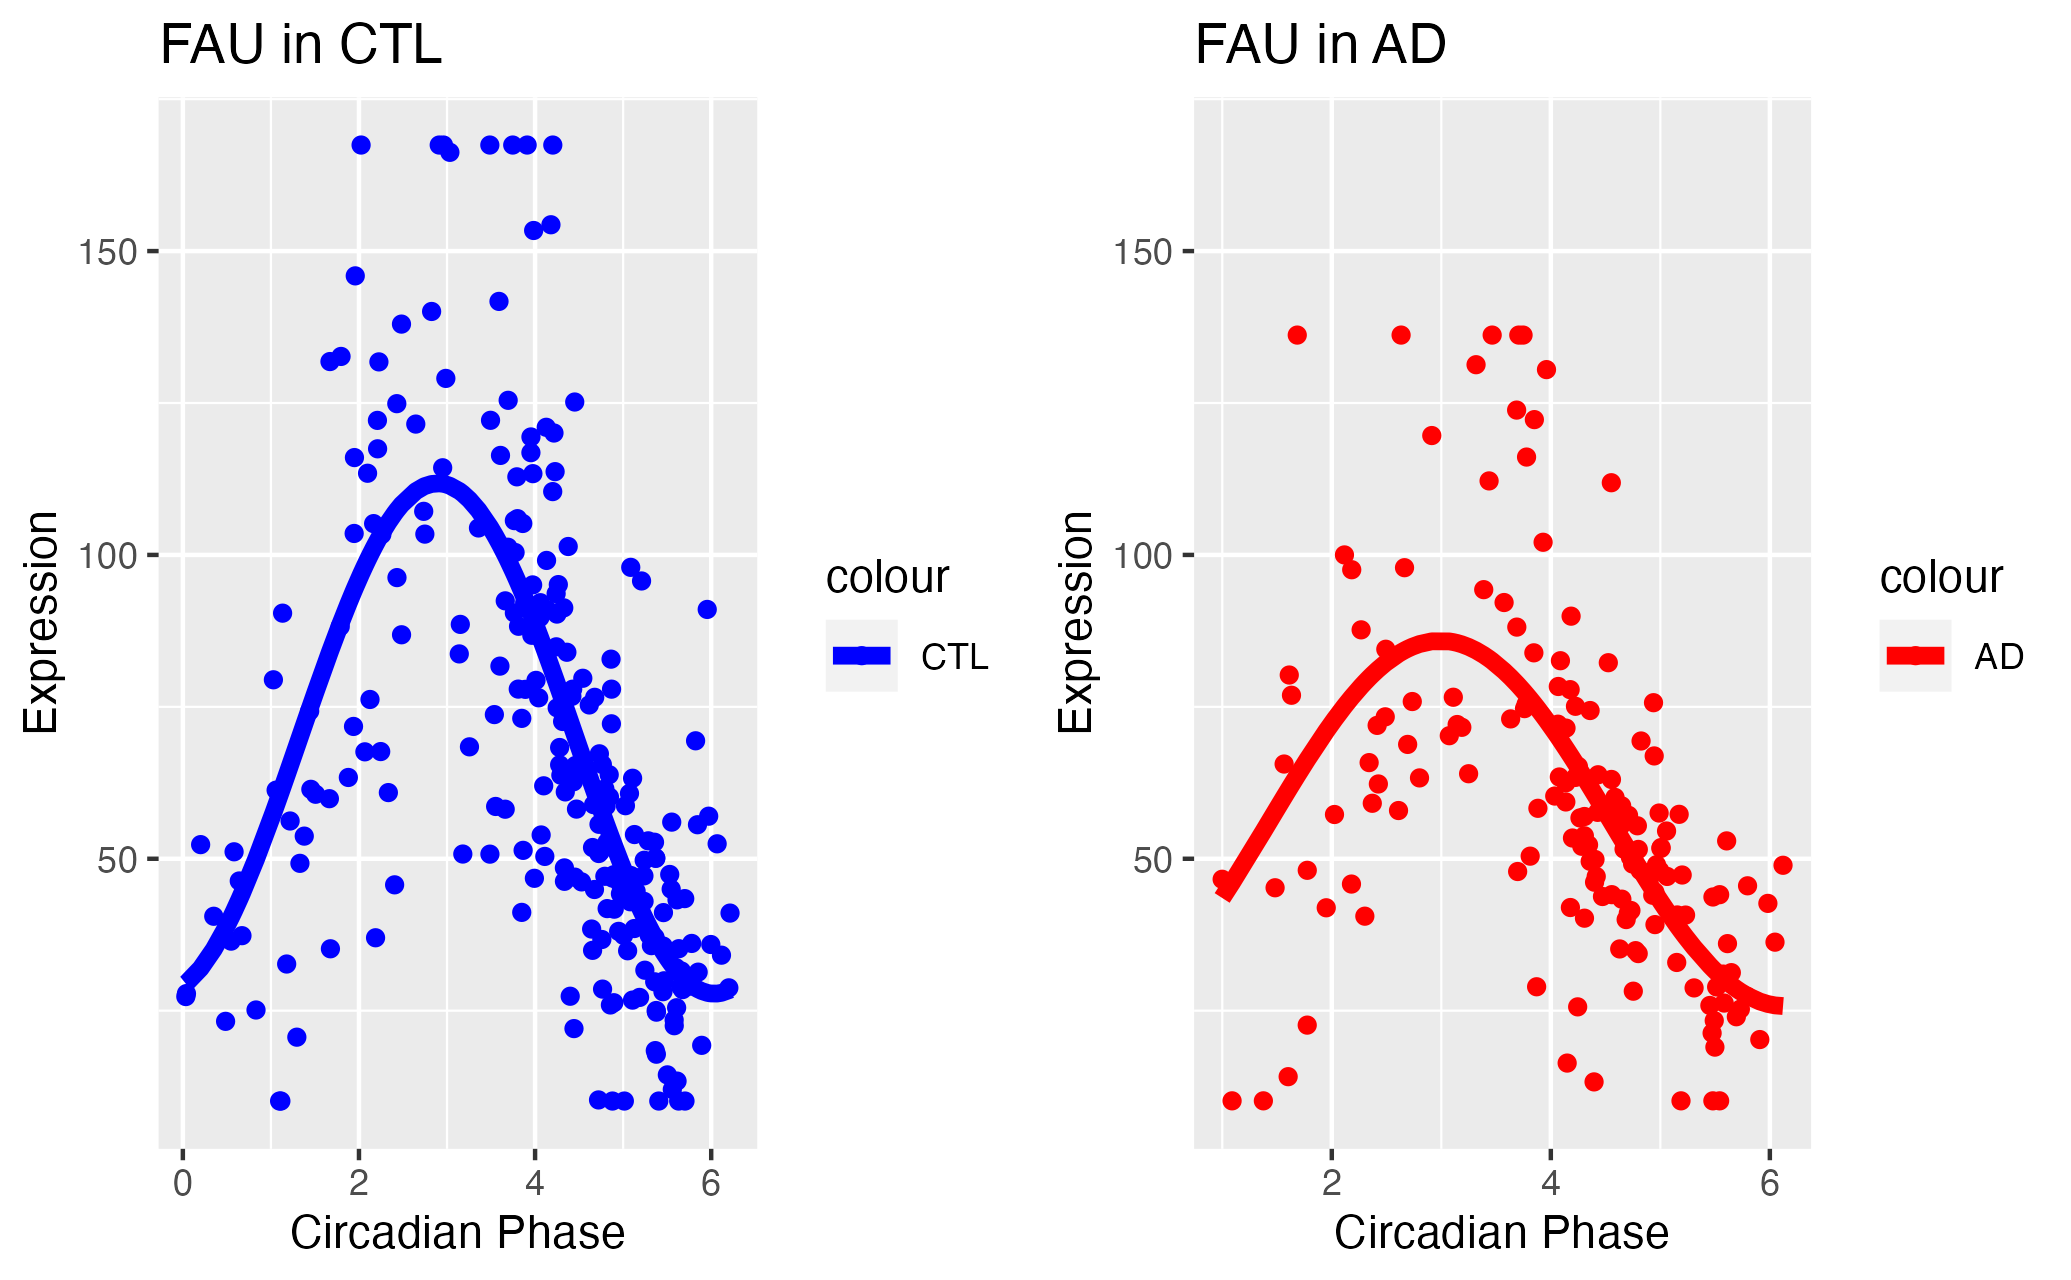 FAU in CTL
Expression
150
100
50
0 2 4 6
Circadian Phase
colour
CTL
FAU in AD
Expression
150
100
50
2 4 6
Circadian Phase
colour
AD